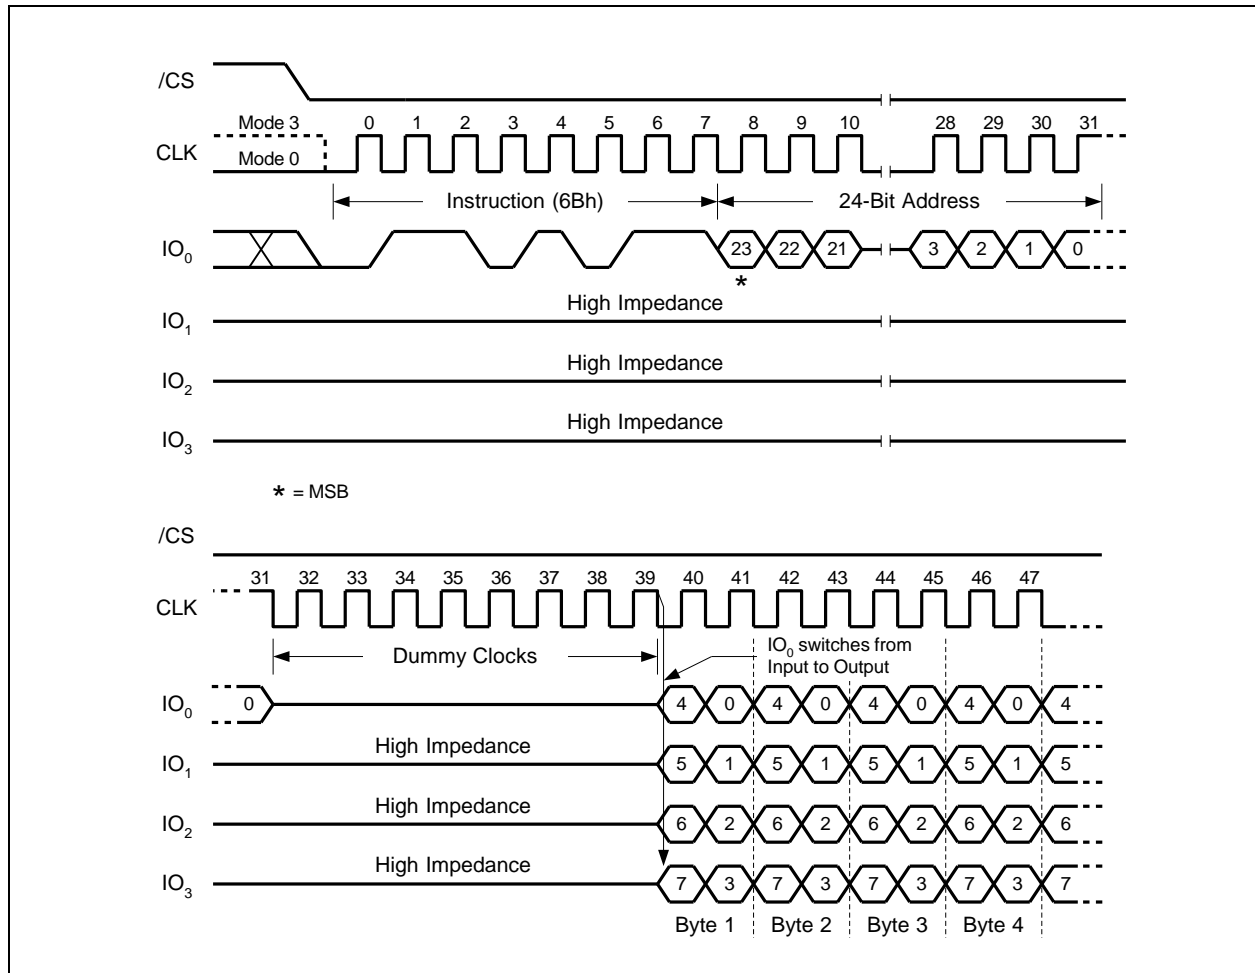 /CS
Mode 3 0 1 2 3 4 5 6 7 8 9 10 28 29 30 31
CLK
Mode 0
Instruction (6Bh) 24-Bit Address
IO0 23 22 21 3 2 1 0
*
High Impedance
IO1
High Impedance
IO2
High Impedance
IO3
* = MSB
/CS
31 32 33 34 35 36 37 38 39 40 41 42 43 44 45 46 47
CLK
Dummy Clocks
IO0 switches from
Input to Output
IO0 0 4 0 4 0 4 0 4 0 4
High Impedance
IO1 5 1 5 1 5 1 5 1 5
High Impedance
IO2 6 2 6 2 6 2 6 2 6
High Impedance
IO3 7 3 7 3 7 3 7 3 7
Byte 1 Byte 2 Byte 3 Byte 4